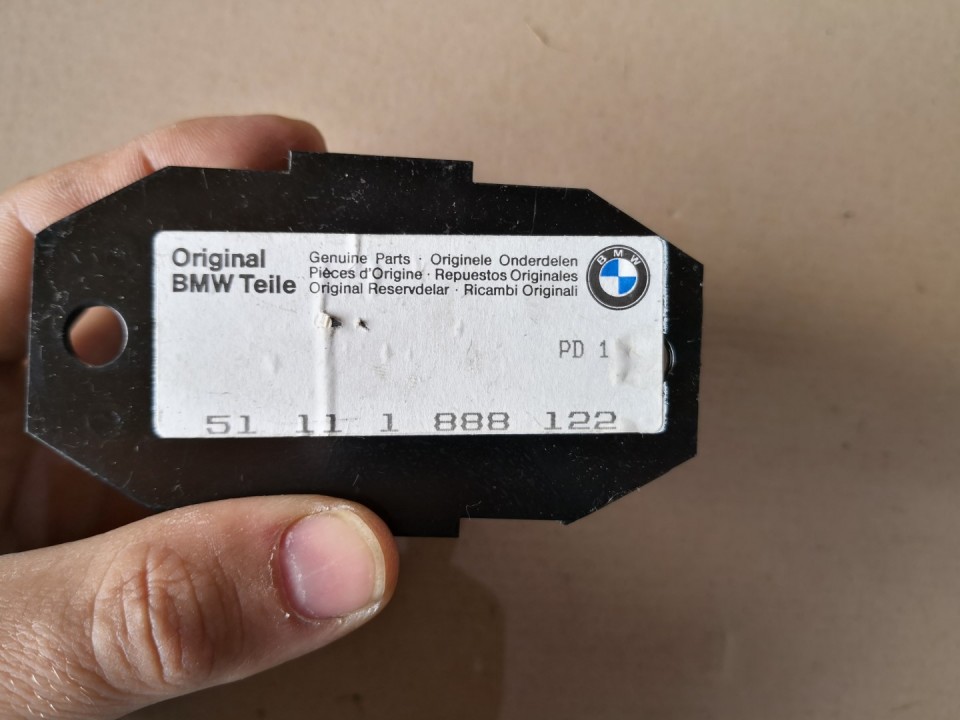 Original
BMW Teile
Genuine Parts · Originele Onderdelen
Pièces d'Origine · Repuestos Originales
Original Reservdelar · Ricambi Originali
BMW
PD 1
51 11 1 888 122